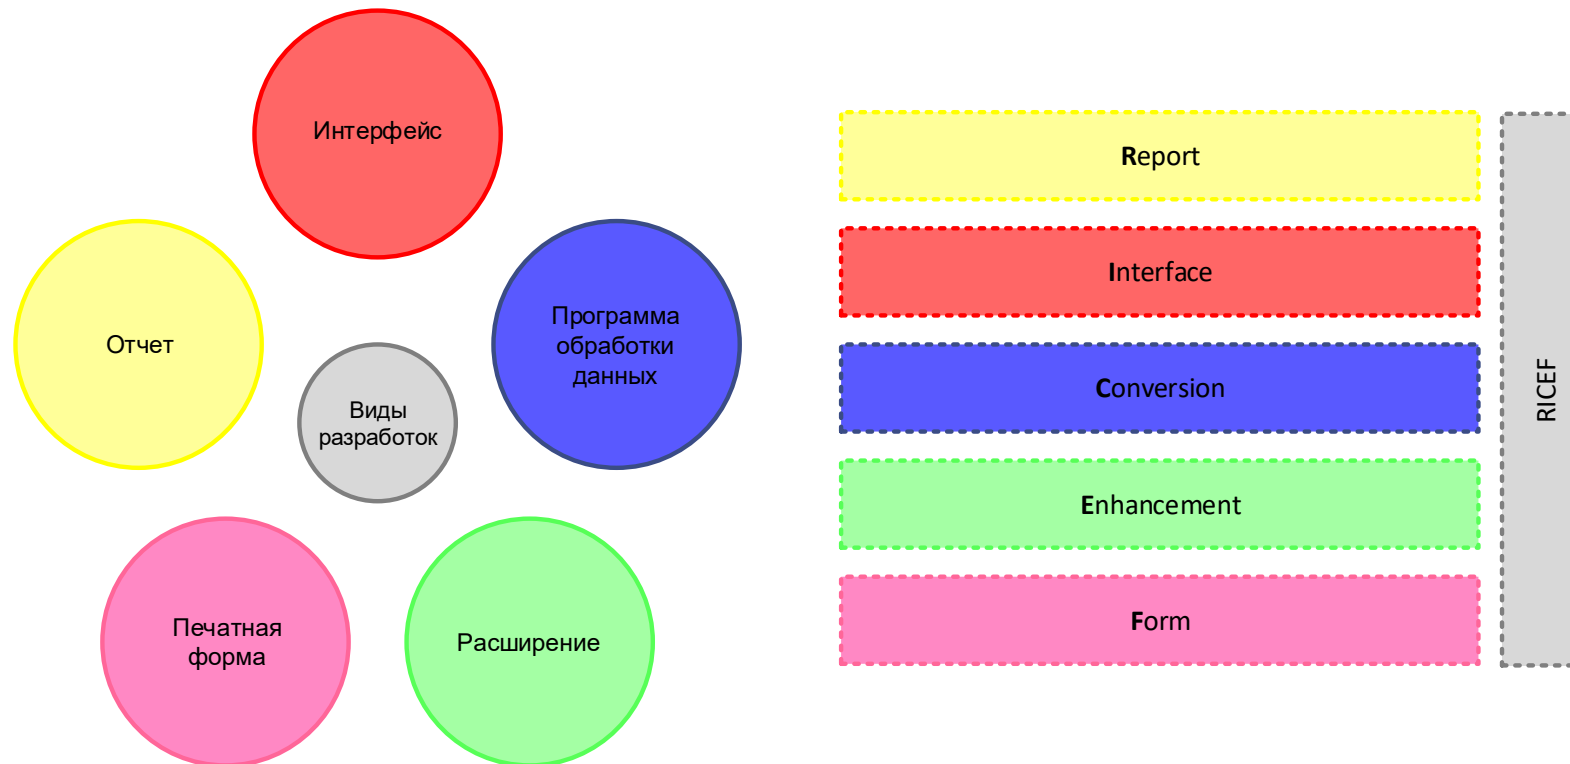 Интерфейс
Отчет
Программа
обработки
данных
Виды
разработок
Печатная
форма
Расширение
Report
Interface
Conversion
Enhancement
Form
RICEF